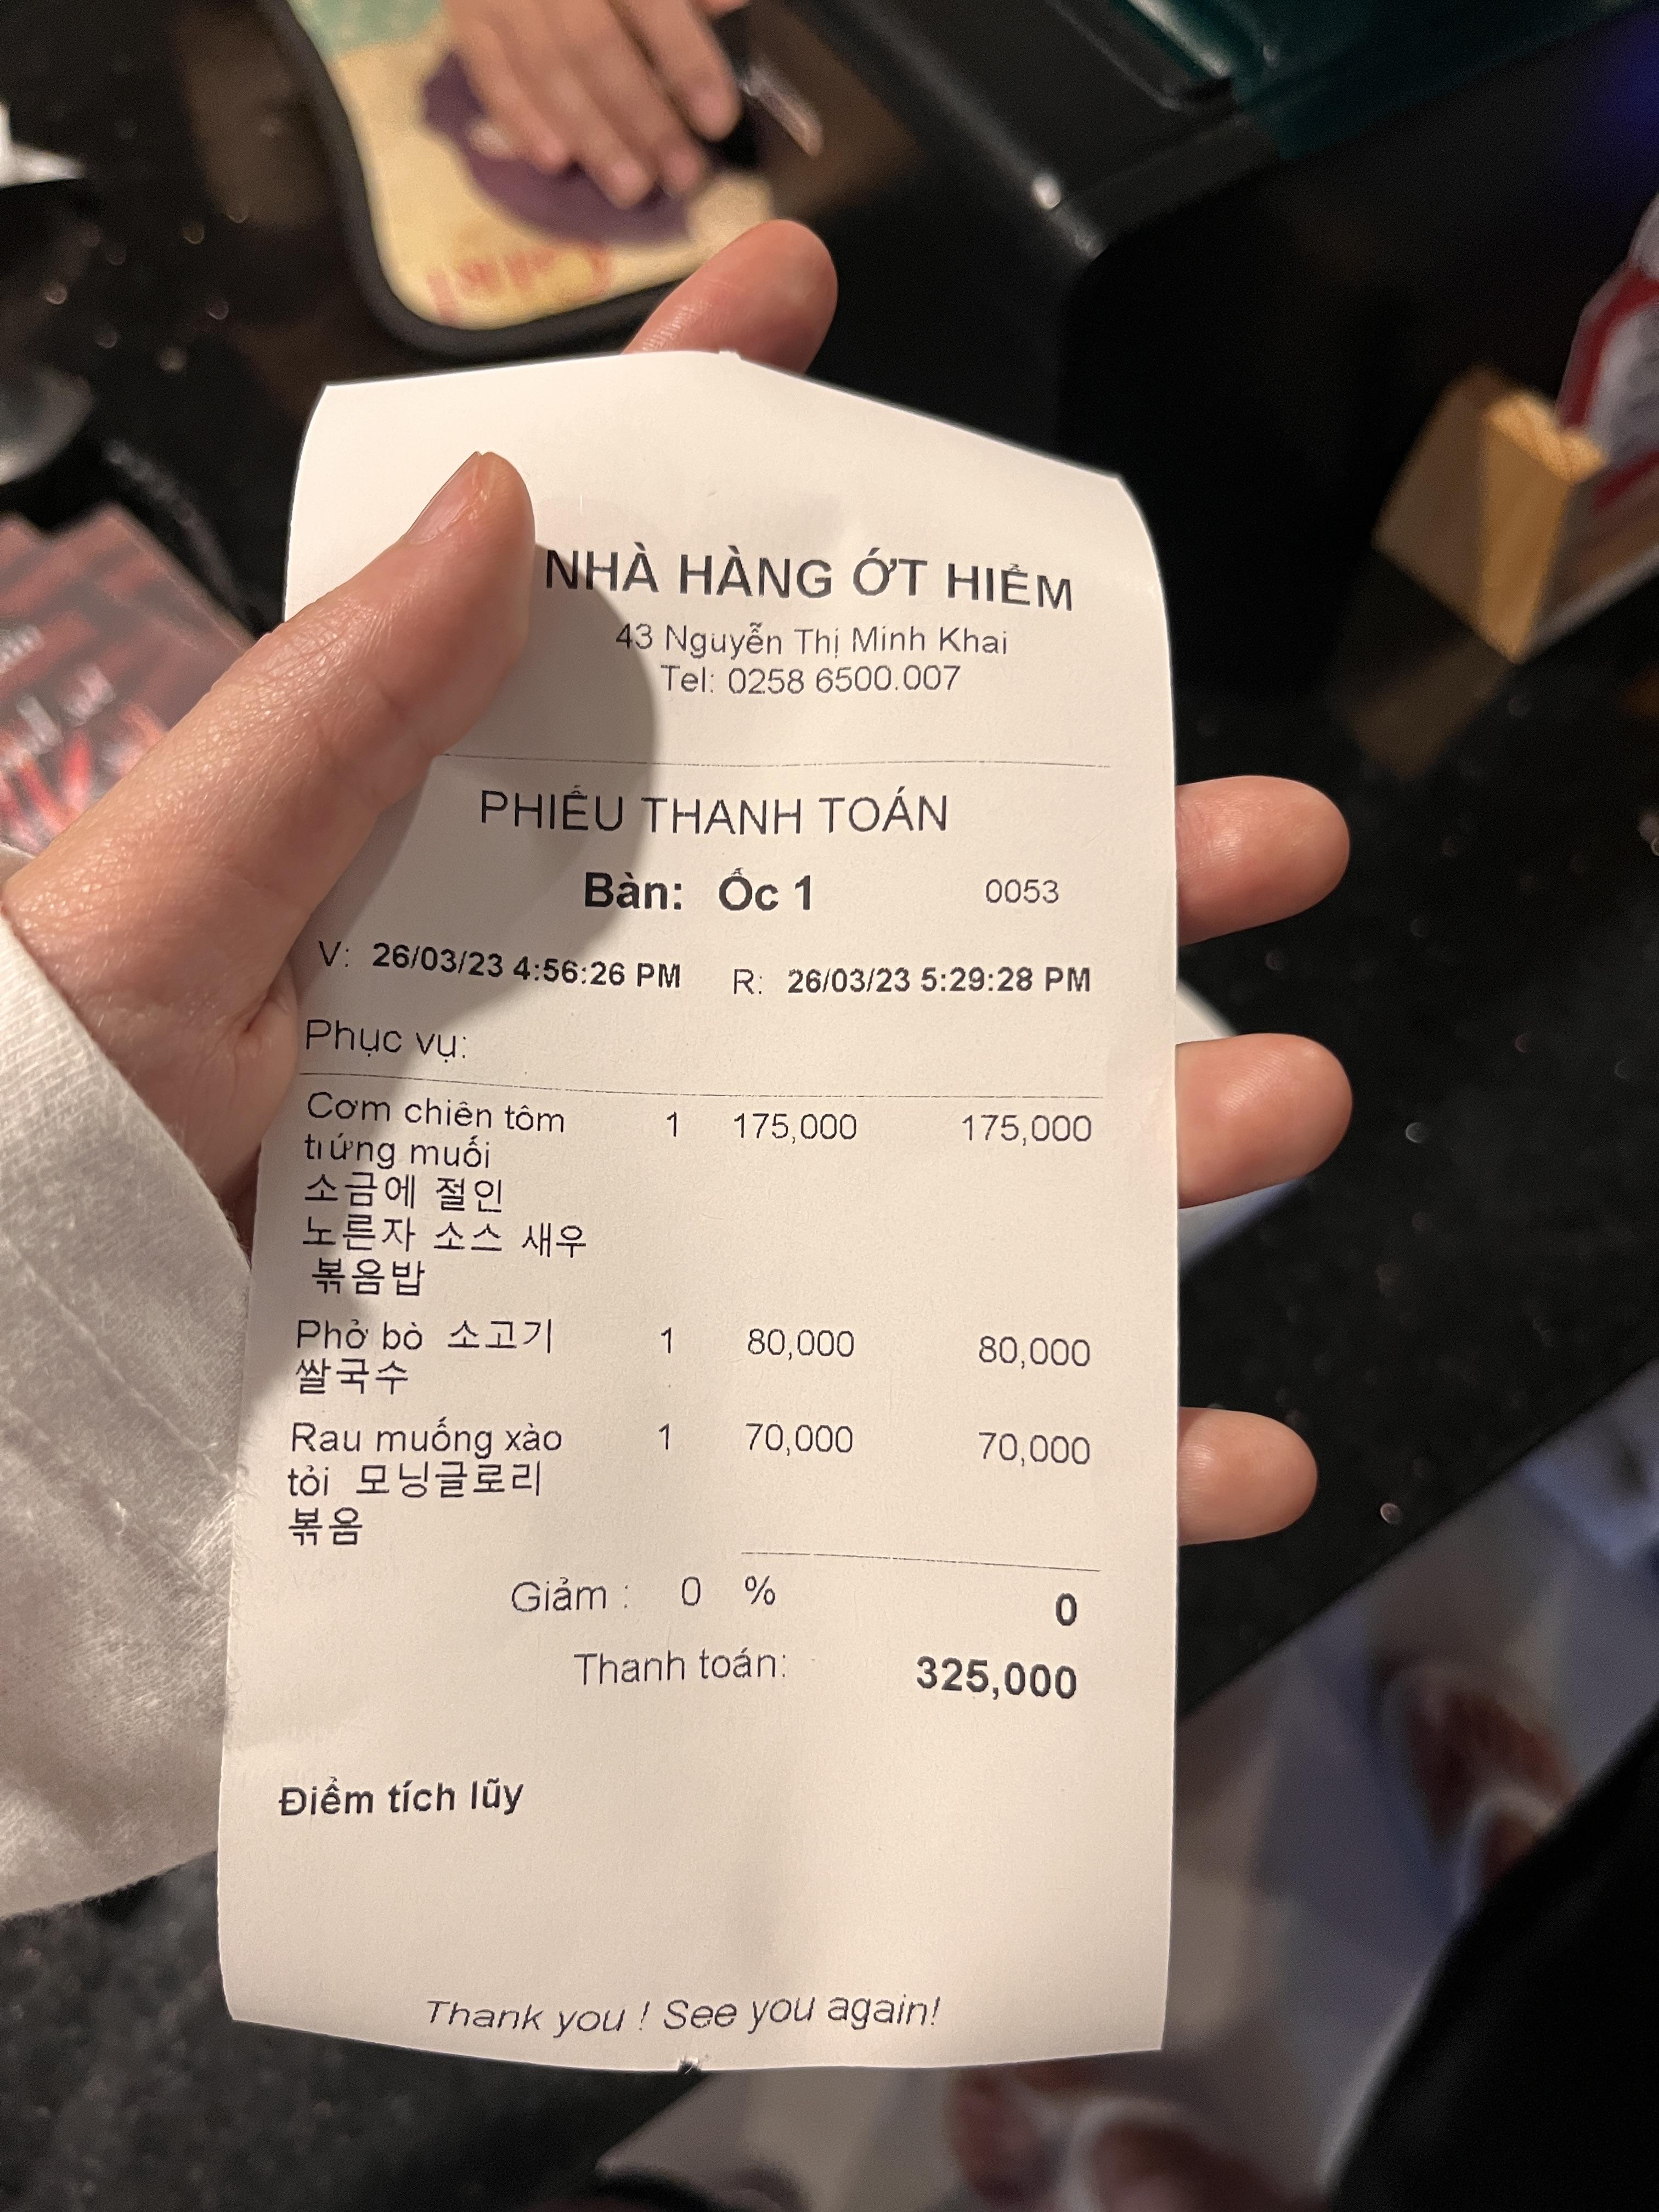 NHÀ HÀNG ỚT HIỂM
43 Nguyễn Thị Minh Khai
Tel: 0258 6500.007
PHIẾU THANH TOÁN
Bàn: Ốc 1 0053
V: 26/03/23 4:56:26 PM R: 26/03/23 5:29:28 PM
Phục vụ:
Cơm chiên tôm 1 175,000 175,000
trứng muối
소금에 절인
노른자 소스 새우
볶음밥
Phở bò 소고기 1 80,000 80,000
쌀국수
Rau muống xào 1 70,000 70,000
tỏi 모닝글로리
볶음
Giảm : 0 % 0
Thanh toán: 325,000
Điểm tích lũy
Thank you ! See you again!